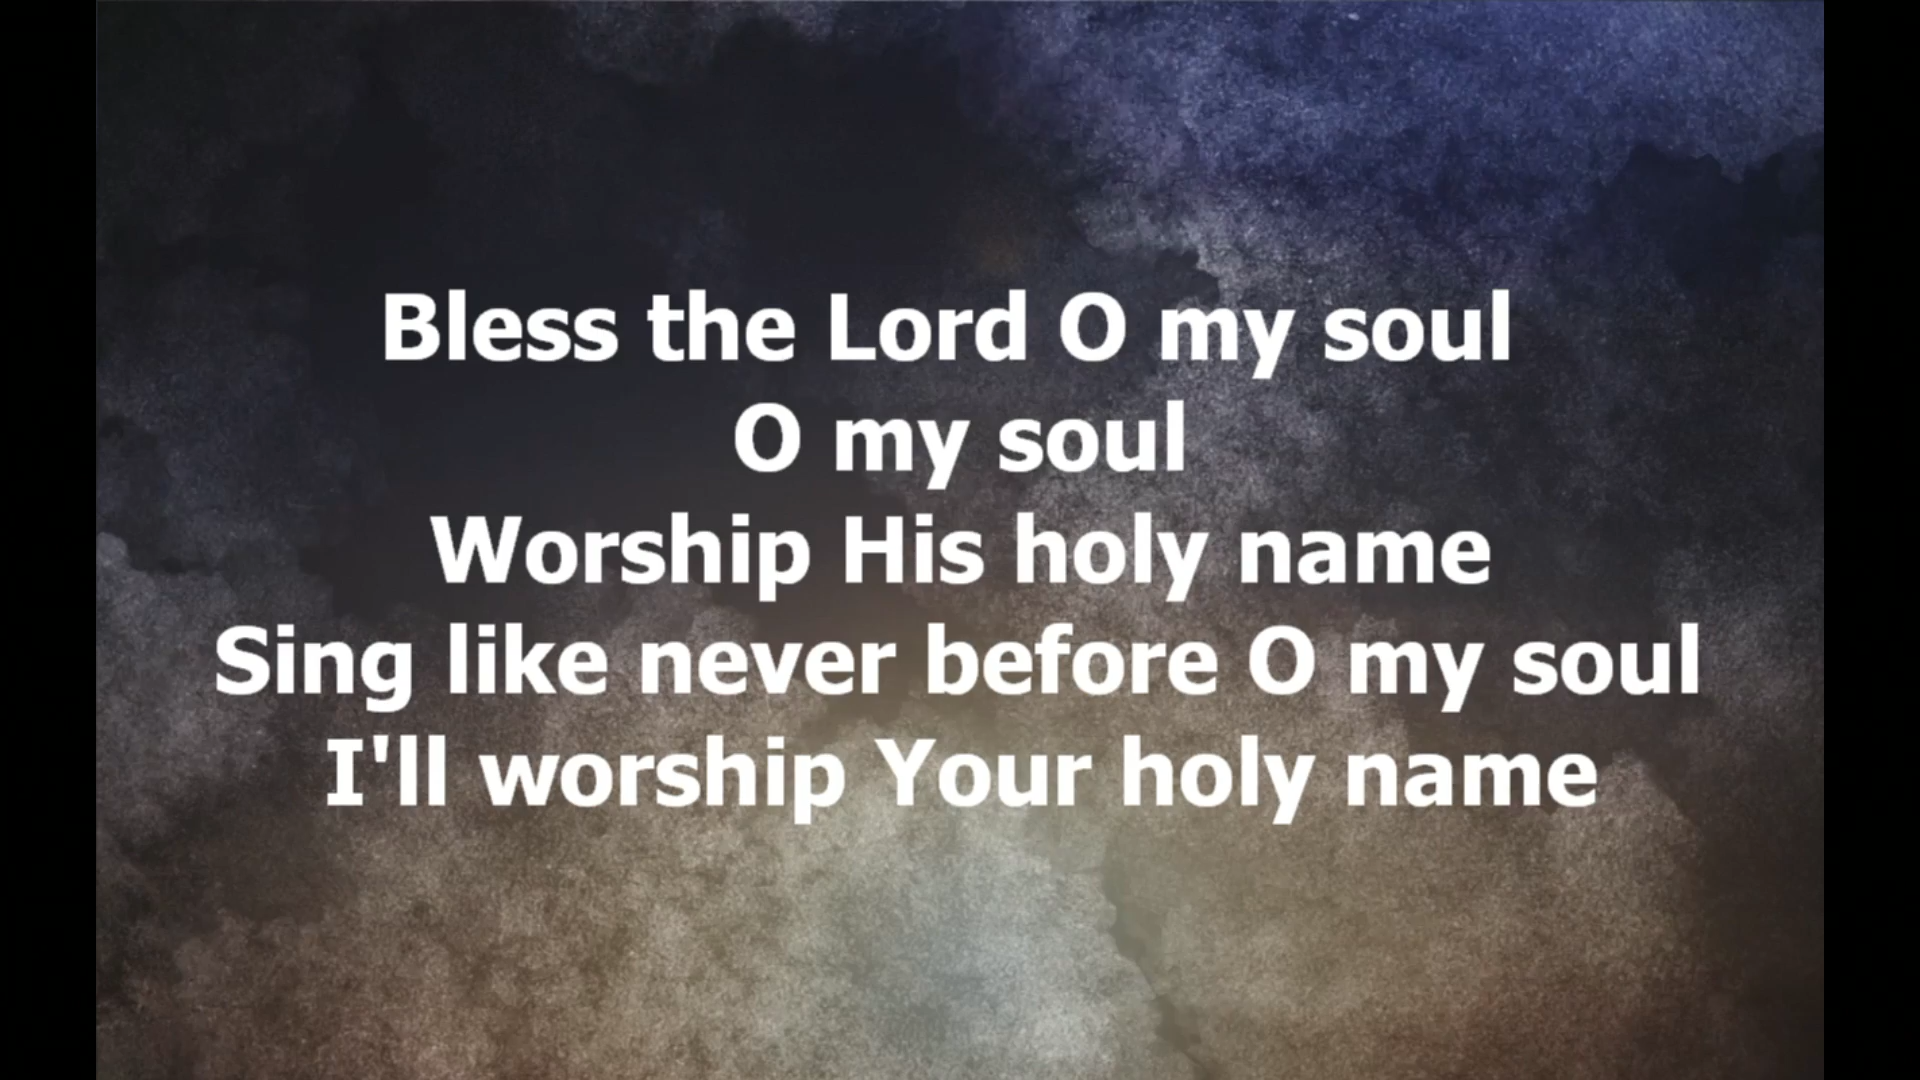 Bless the Lord O my soul
O my soul
Worship His holy name
Sing like never before O my soul
I'll worship Your holy name